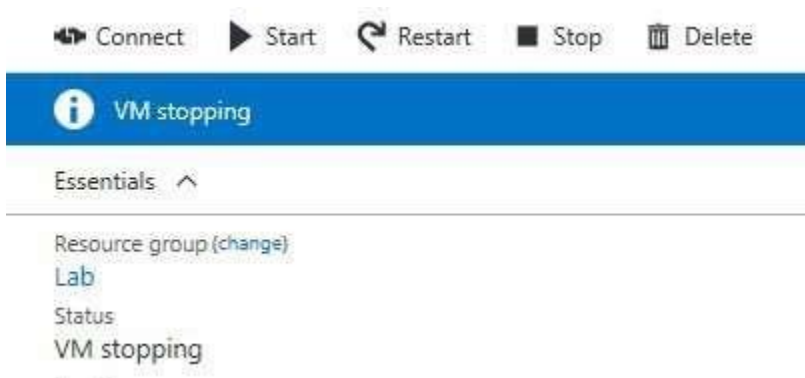 Connect Start Restart Stop Delete
VM stopping
Essentials
Resource group (change)
Lab
Status
VM stopping